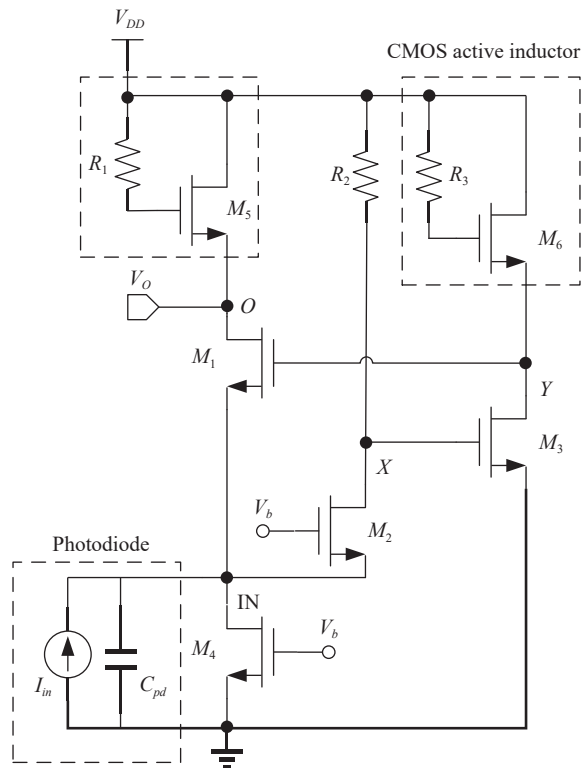 V_DD
CMOS active inductor
R_1
R_2
R_3
M_5
M_6
V_O
O
M_1
Y
M_3
X
V_b
M_2
Photodiode
IN
V_b
M_4
I_in
C_pd